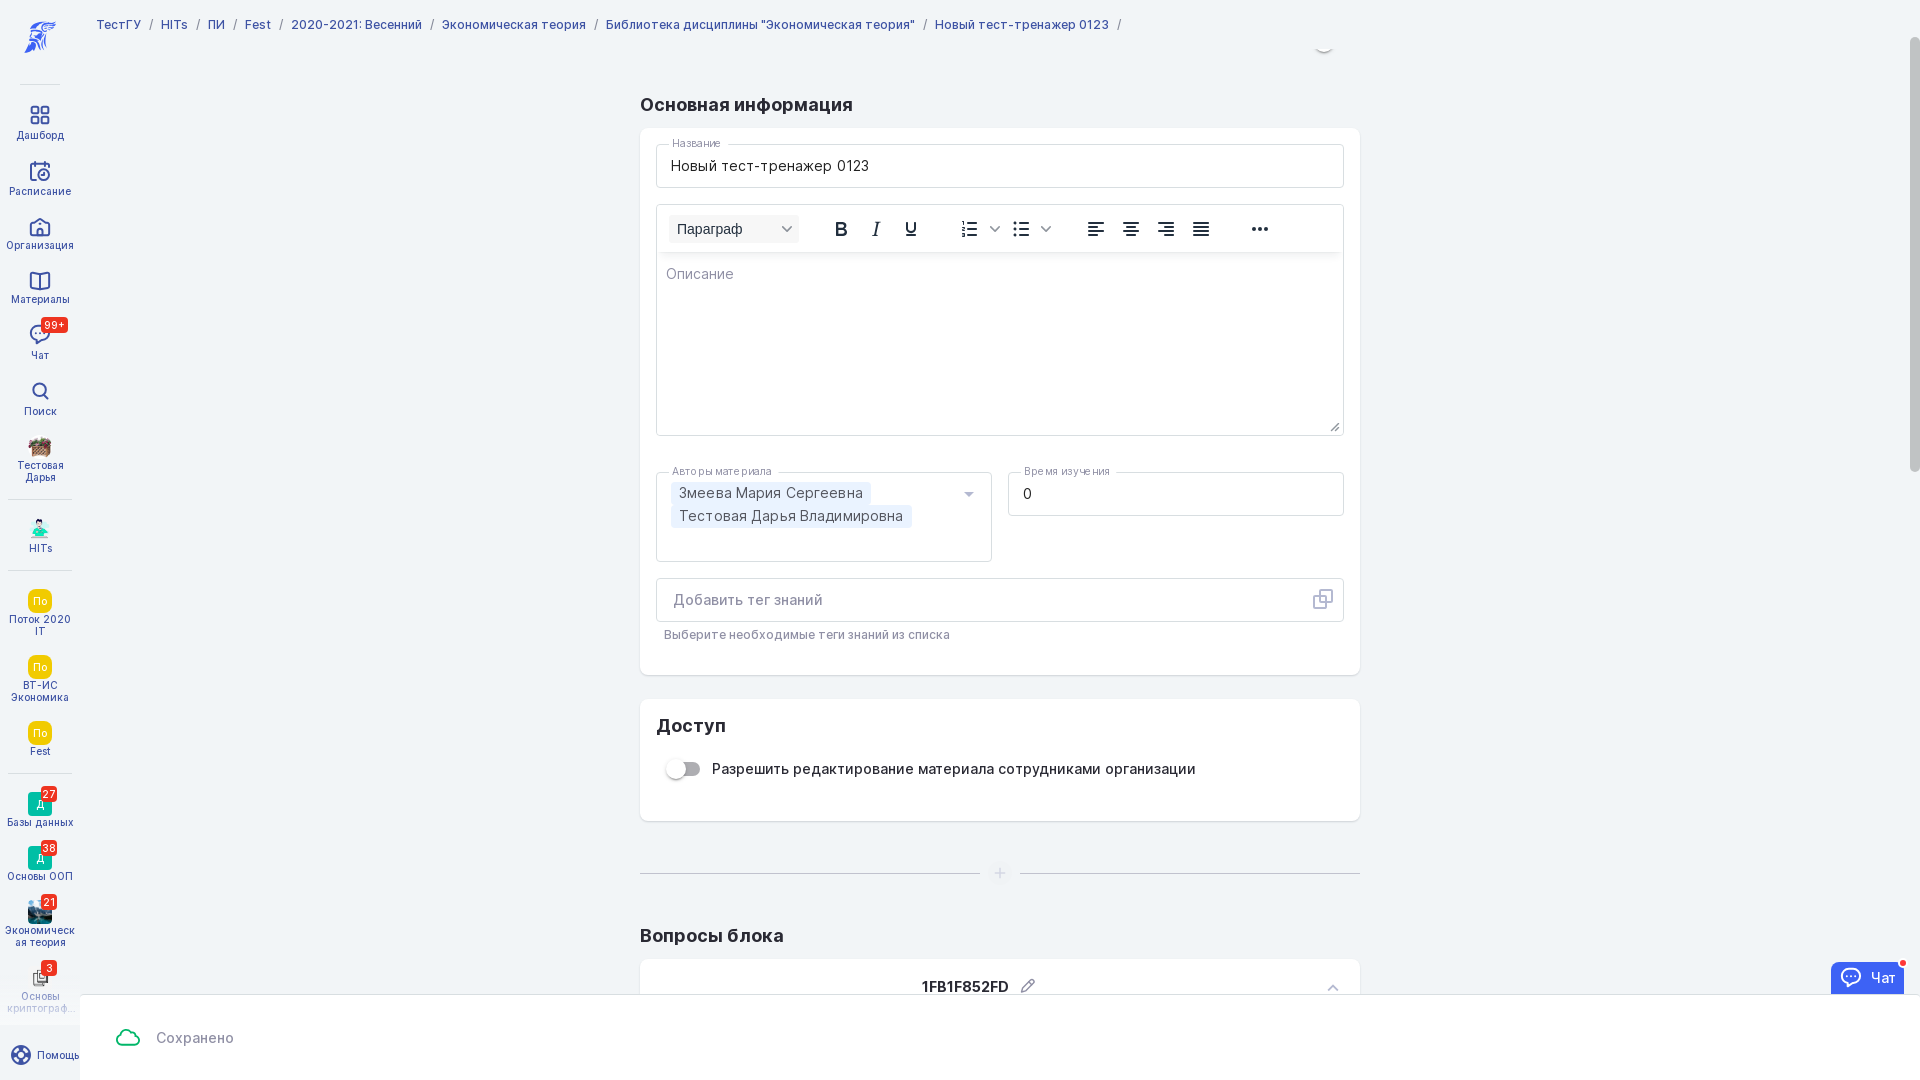 ТестГУ / HITs / ПИ / Fest / 2020-2021: Весенний / Экономическая теория / Библиотека дисциплины "Экономическая теория" / Новый тест-тренажер 0123 /
Дашборд
Расписание
Организация
Материалы
99+
Чат
Поиск
Тестовая
Дарья
HITs
По
Поток 2020
IT
По
ВТ-ИС
Экономика
По
Fest
27
Д
Базы данных
38
Д
Основы ООП
21
Экономическ
ая теория
3
Основы
криптограф...
Помощь
Основная информация
Название
Новый тест-тренажер 0123
Параграф
Описание
Авторы материала
Змеева Мария Сергеевна
Тестовая Дарья Владимировна
Время изучения
0
Добавить тег знаний
Выберите необходимые теги знаний из списка
Доступ
Разрешить редактирование материала сотрудниками организации
Вопросы блока
1FB1F852FD
Чат
Сохранено